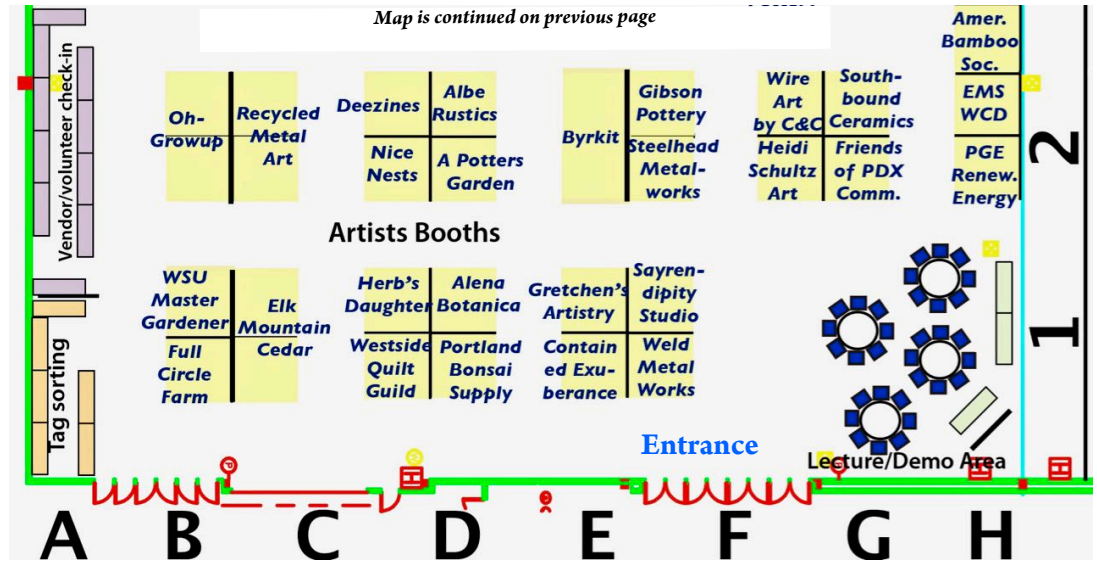 Map is continued on previous page
Vendor/volunteer check-in
Oh-
Growup
Recycled
Metal
Art
Deezines
Albe
Rustics
Nice
Nests
A Potters
Garden
Byrkit
Gibson
Pottery
Steelhead
Metal-
works
Wire
Art
by C&C
South-
bound
Ceramics
Heidi
Schultz
Art
Friends
of PDX
Comm.
Amer.
Bamboo
Soc.
EMS
WCD
PGE
Renew.
Energy
2
Artists Booths
WSU
Master
Gardener
Elk
Mountain
Cedar
Full
Circle
Farm
Herb's
Daughter
Alena
Botanica
Westside
Quilt
Guild
Portland
Bonsai
Supply
Gretchen's
Artistry
Sayren-
dipity
Studio
Contain
ed Exu-
berance
Weld
Metal
Works
1
Tag sorting
Entrance
Lecture/Demo Area
A B C D E F G H